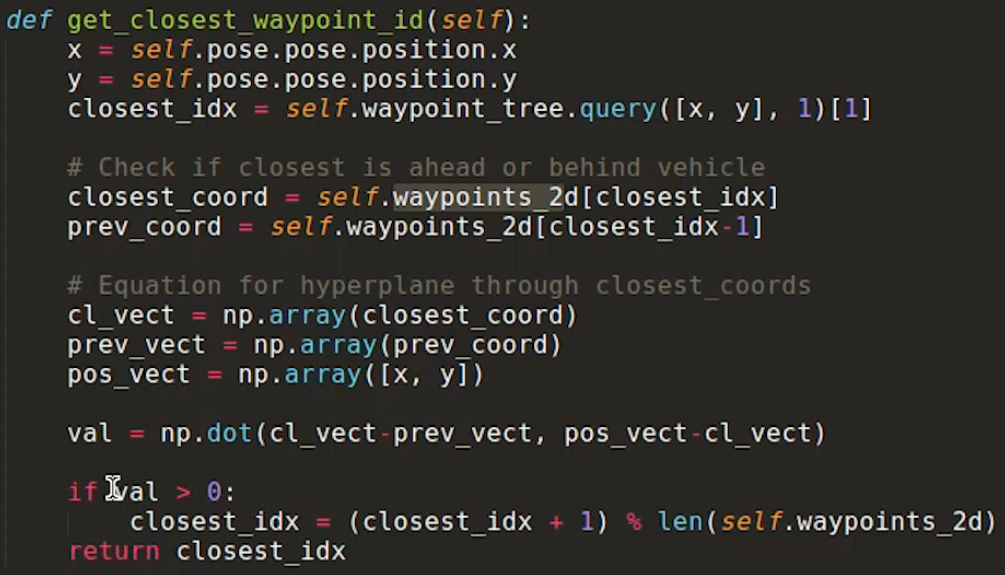 def get_closest_waypoint_id(self):
    x = self.pose.pose.position.x
    y = self.pose.pose.position.y
    closest_idx = self.waypoint_tree.query([x, y], 1)[1]

    # Check if closest is ahead or behind vehicle
    closest_coord = self.waypoints_2d[closest_idx]
    prev_coord = self.waypoints_2d[closest_idx-1]

    # Equation for hyperplane through closest_coords
    cl_vect = np.array(closest_coord)
    prev_vect = np.array(prev_coord)
    pos_vect = np.array([x, y])

    val = np.dot(cl_vect-prev_vect, pos_vect-cl_vect)

    if val > 0:
        closest_idx = (closest_idx + 1) % len(self.waypoints_2d)
    return closest_idx